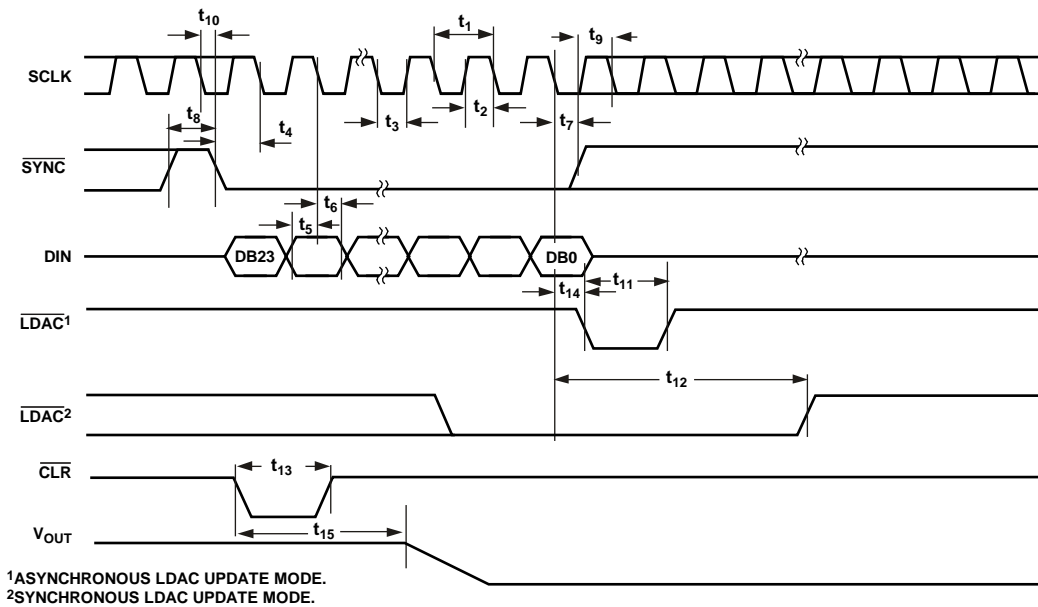 t10
t1
t9
SCLK
t8
t4
t3
t2
t7
SYNC
t6
t5
DIN
DB23
DB0
t14
t11
LDAC1
t12
LDAC2
CLR
t13
t15
VOUT
1ASYNCHRONOUS LDAC UPDATE MODE.
2SYNCHRONOUS LDAC UPDATE MODE.